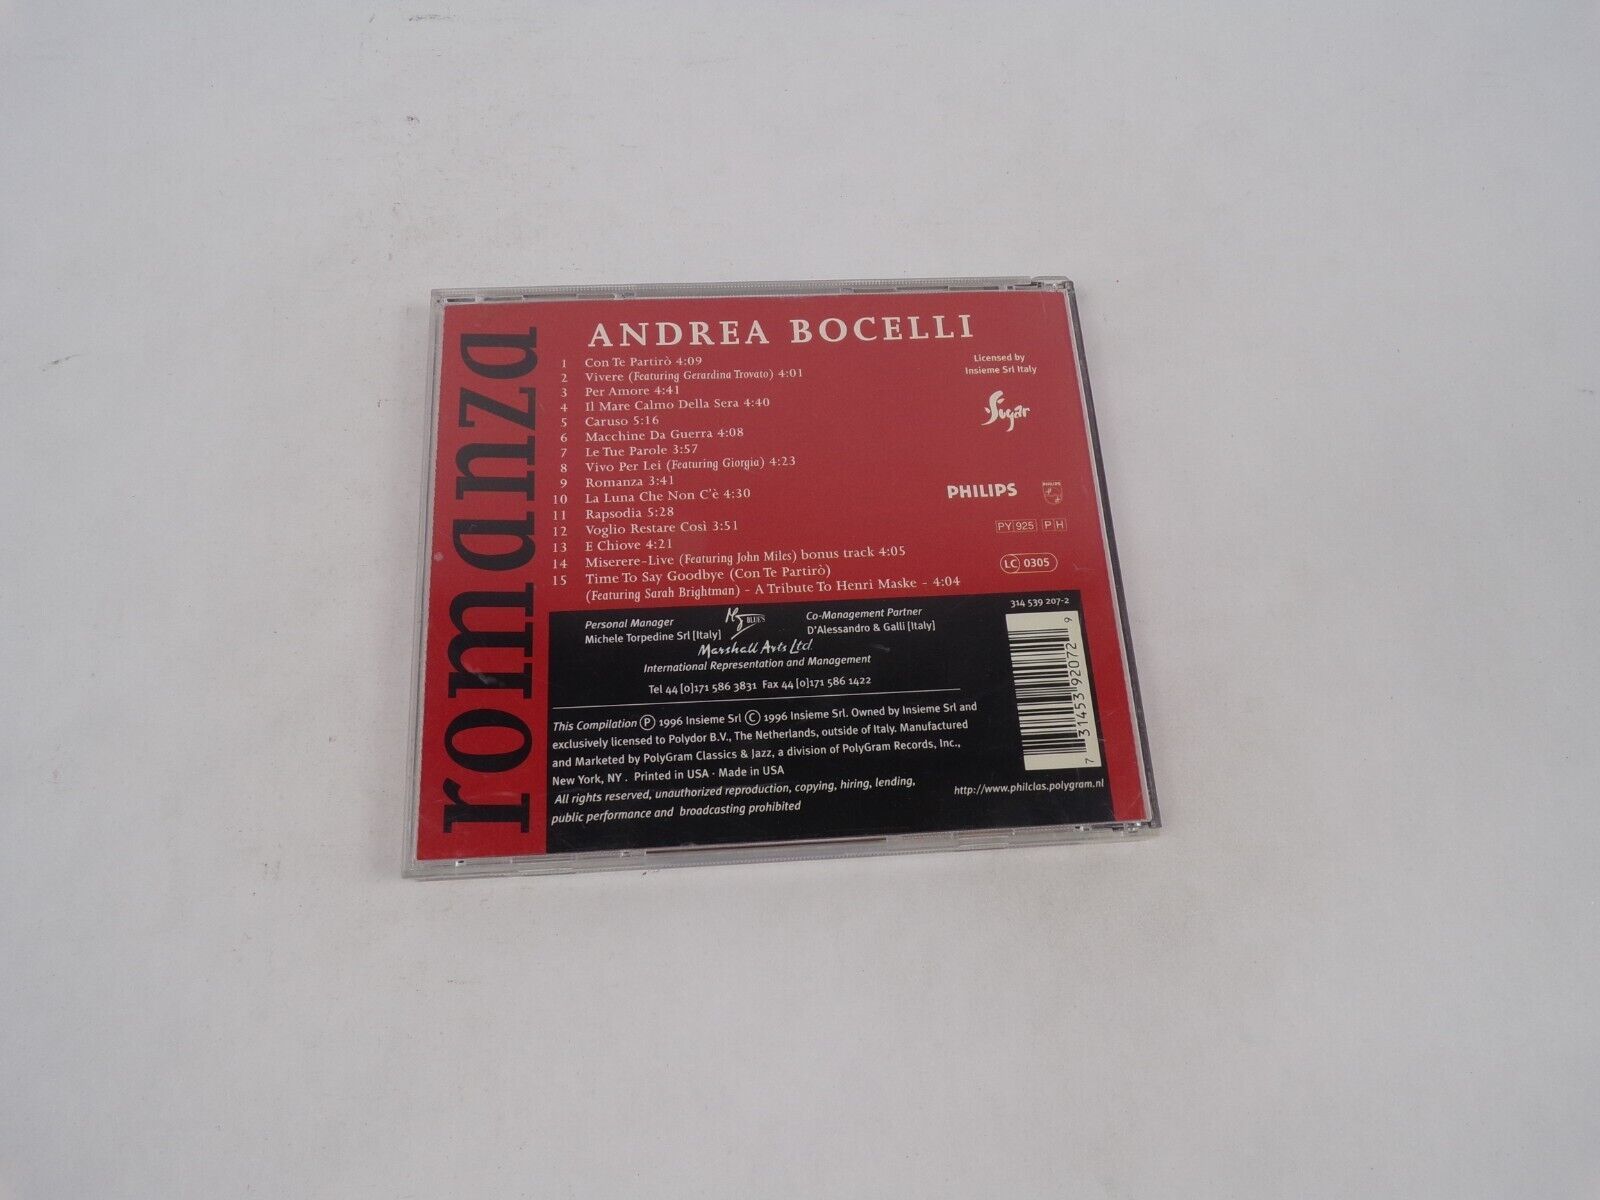 romanza
ANDREA BOCELLI
1 Con Te Partirò 4:09
2 Vivere (Featuring Gerardina Trovato) 4:01
3 Per Amore 4:41
4 Il Mare Calmo Della Sera 4:40
5 Caruso 5:16
6 Macchine Da Guerra 4:08
7 Le Tue Parole 3:57
8 Vivo Per Lei (Featuring Giorgia) 4:23
9 Romanza 3:41
10 La Luna Che Non C'è 4:30
11 Rapsodia 5:28
12 Voglio Restare Così 3:51
13 E Chiove 4:21
14 Miserere-Live (Featuring John Miles) bonus track 4:05
15 Time To Say Goodbye (Con Te Partirò)
(Featuring Sarah Brightman) - A Tribute To Henri Maske - 4:04
Licensed by
Insieme Srl Italy
Sugar
PHILIPS
PHILIPS
PY 925 P H
LC 0305
314 539 207-2
7 31453 92072 9
Personal Manager
Michele Torpedine Srl [Italy]
BLUE'S
Co-Management Partner
D'Alessandro & Galli [Italy]
Marshall Arts Ltd.
International Representation and Management
Tel 44 [0]171 586 3831 Fax 44 [0]171 586 1422
This Compilation Ⓟ 1996 Insieme Srl © 1996 Insieme Srl. Owned by Insieme Srl and
exclusively licensed to Polydor B.V., The Netherlands, outside of Italy. Manufactured
and Marketed by PolyGram Classics & Jazz, a division of PolyGram Records, Inc.,
New York, NY . Printed in USA · Made in USA
All rights reserved, unauthorized reproduction, copying, hiring, lending,
public performance and broadcasting prohibited
http://www.philclas.polygram.nl